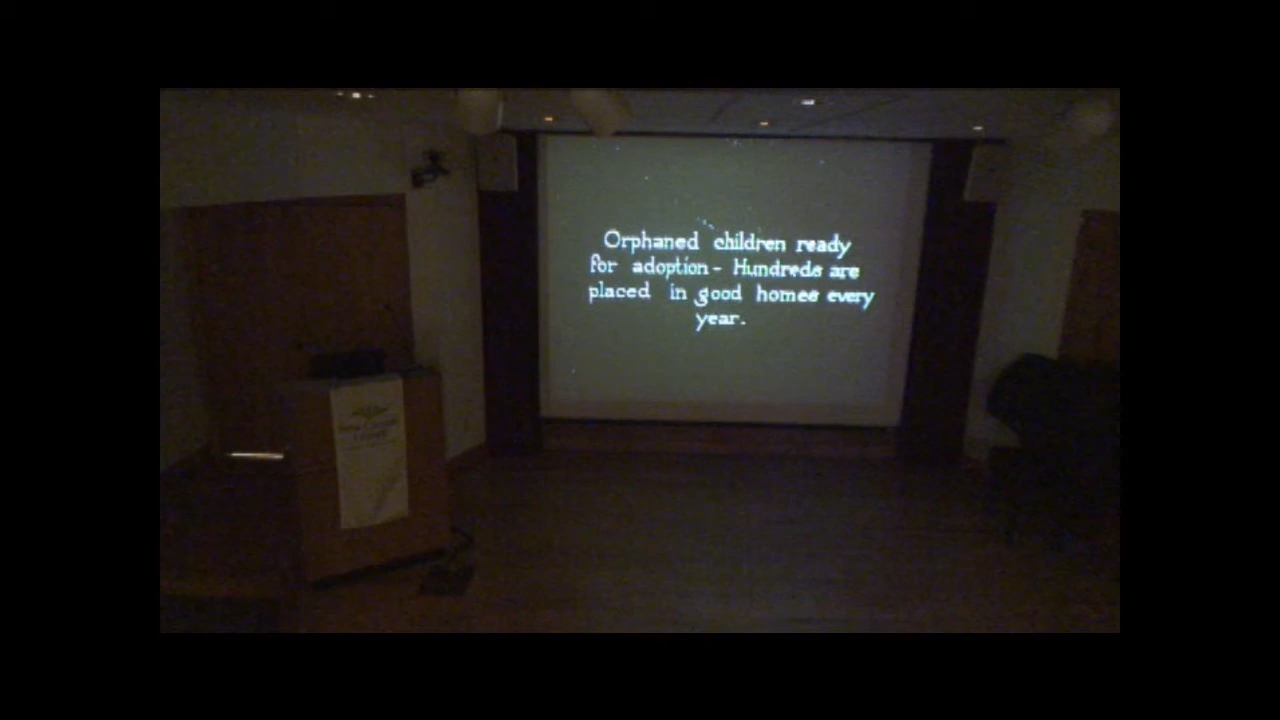 Orphaned children ready
for adoption - Hundreds are
placed in good homes every
year.